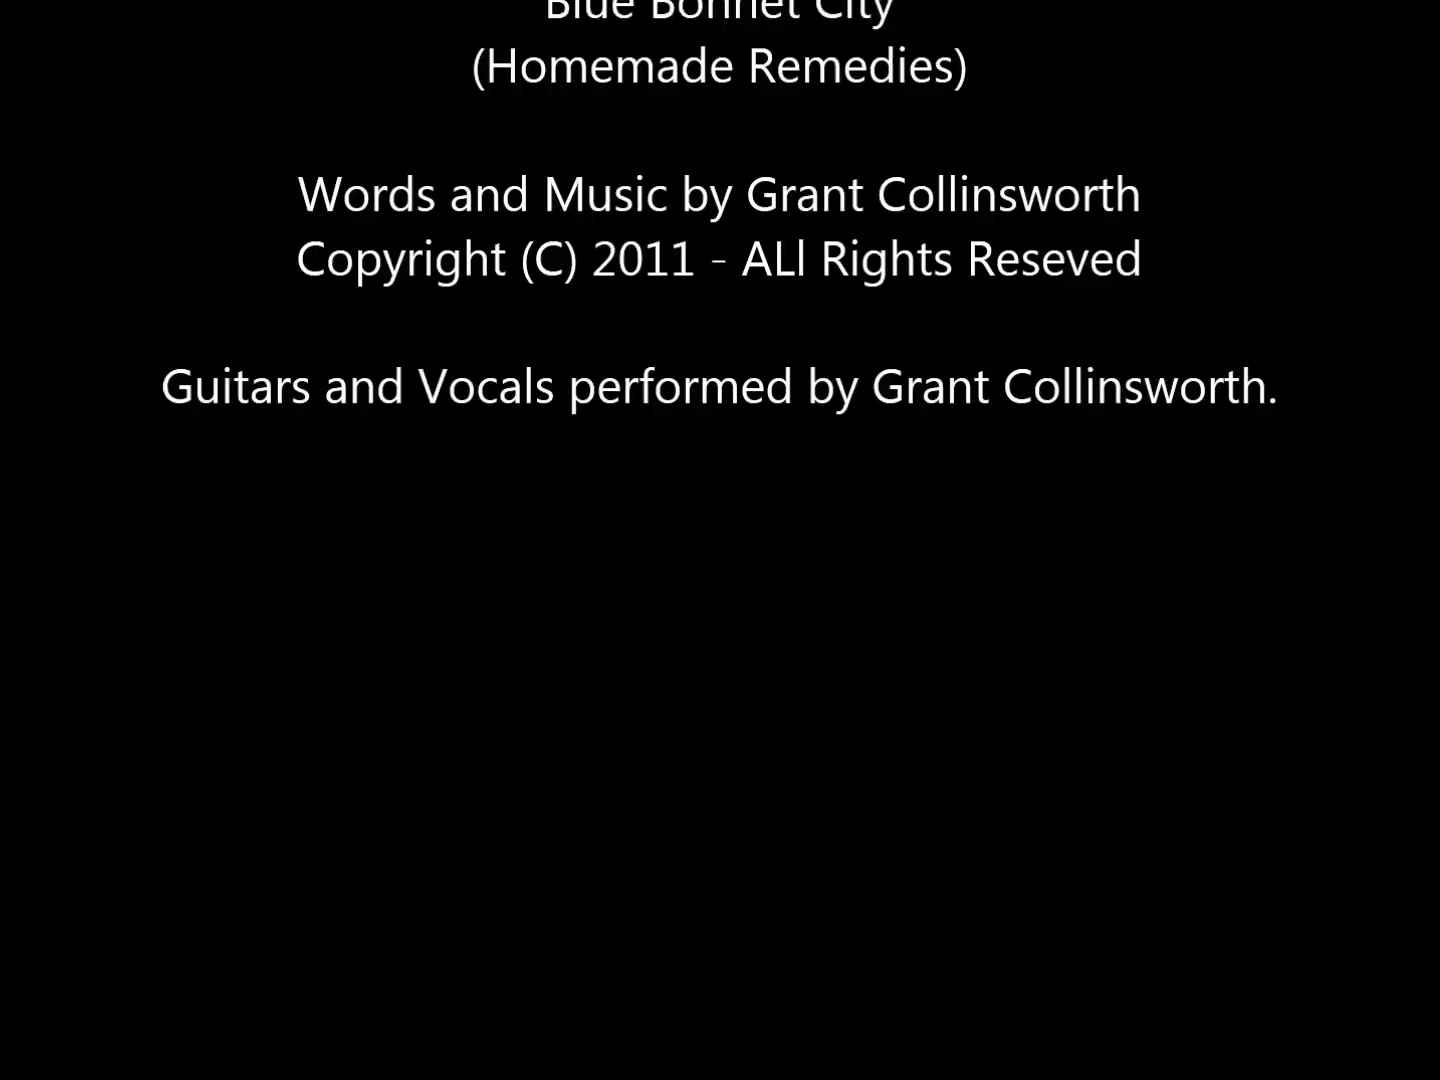 Blue Bonnet City
(Homemade Remedies)
Words and Music by Grant Collinsworth
Copyright (C) 2011 - ALl Rights Reseved
Guitars and Vocals performed by Grant Collinsworth.